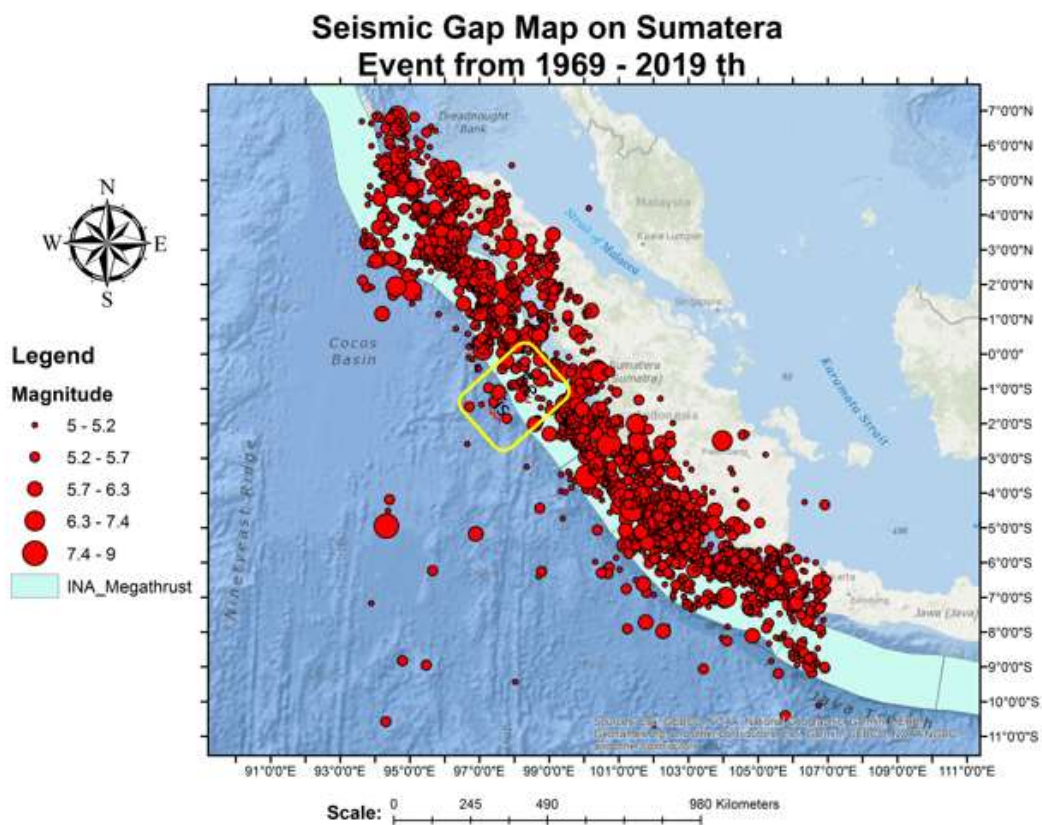 Seismic Gap Map on Sumatera
Event from 1969 - 2019 th
N
W E
S
Legend
Magnitude
5 - 5.2
5.2 - 5.7
5.7 - 6.3
6.3 - 7.4
7.4 - 9
INA_Megathrust
Dreadnought
Bank
Malaysia
Kuala Lumpur
Strait of Malacca
Singapore
Cocos
Basin
Sumatera
(Sumatra)
Karamata Strait
Ninetyeast Ridge
Jawa (Java)
Java Trench
7°0'0"N
6°0'0"N
5°0'0"N
4°0'0"N
3°0'0"N
2°0'0"N
1°0'0"N
0°0'0"
1°0'0"S
2°0'0"S
3°0'0"S
4°0'0"S
5°0'0"S
6°0'0"S
7°0'0"S
8°0'0"S
9°0'0"S
10°0'0"S
11°0'0"S
91°0'0"E 93°0'0"E 95°0'0"E 97°0'0"E 99°0'0"E 101°0'0"E 103°0'0"E 105°0'0"E 107°0'0"E 109°0'0"E 111°0'0"E
Scale: 0 245 490 980 Kilometers